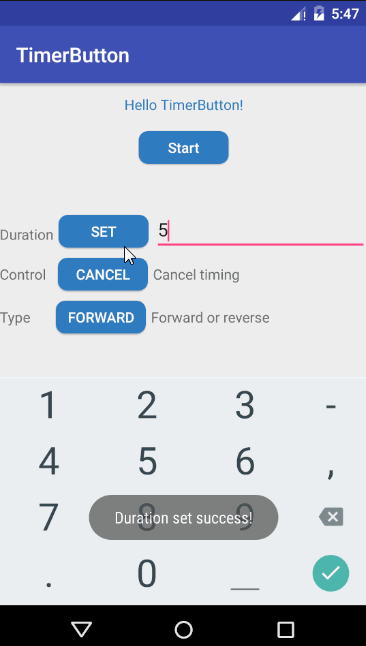 5:47
TimerButton
Hello TimerButton!
Start
Duration SET 5
Control CANCEL Cancel timing
Type FORWARD Forward or reverse
1 2 3 -
4 5 6 ,
7 8 9
Duration set success!
. 0 _